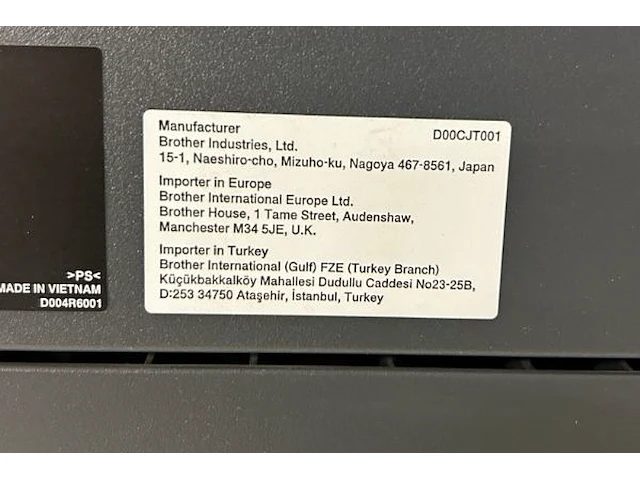 Manufacturer
D00CJT001
Brother Industries, Ltd.
15-1, Naeshiro-cho, Mizuho-ku, Nagoya 467-8561, Japan
Importer in Europe
Brother International Europe Ltd.
Brother House, 1 Tame Street, Audenshaw,
Manchester M34 5JE, U.K.
Importer in Turkey
Brother International (Gulf) FZE (Turkey Branch)
Küçükbakkalköy Mahallesi Dudullu Caddesi No23-25B,
D:253 34750 Ataşehir, İstanbul, Turkey
>PS<
MADE IN VIETNAM
D004R6001